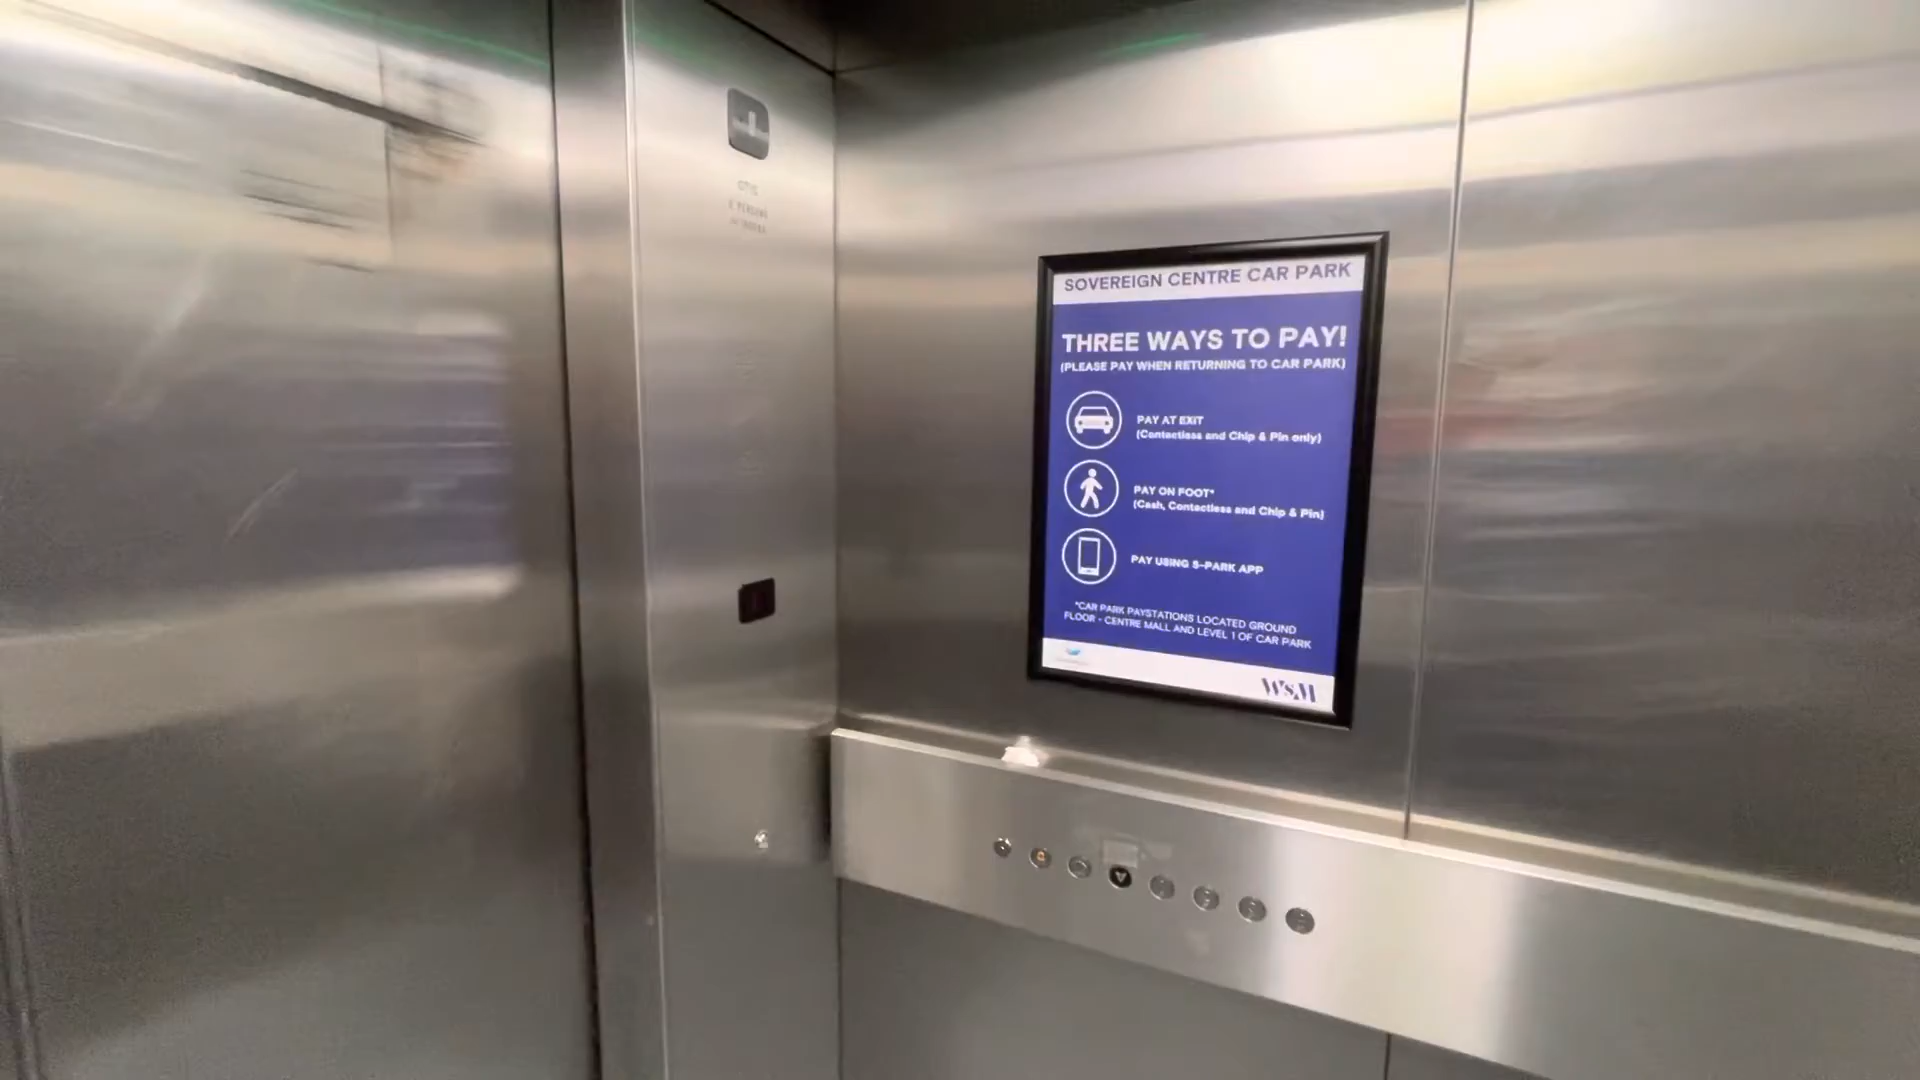 SOVEREIGN CENTRE CAR PARK
THREE WAYS TO PAY!
(PLEASE PAY WHEN RETURNING TO CAR PARK)
PAY AT EXIT
(Contactless and Chip & Pin only)
PAY ON FOOT*
(Cash, Contactless and Chip & Pin)
PAY USING S-PARK APP
*CAR PARK PAYSTATIONS LOCATED GROUND
FLOOR - CENTRE MALL AND LEVEL 1 OF CAR PARK
WSM